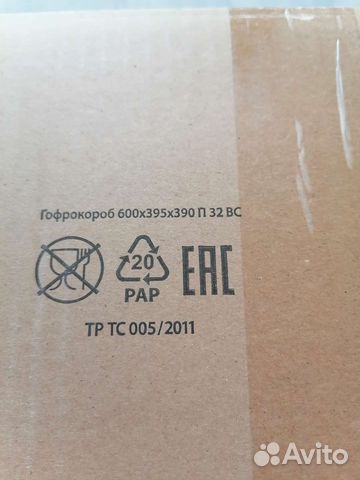 Гофрокороб 600х395х390 П 32 ВС
20
PAP
EAC
ТР ТС 005/2011
Avito